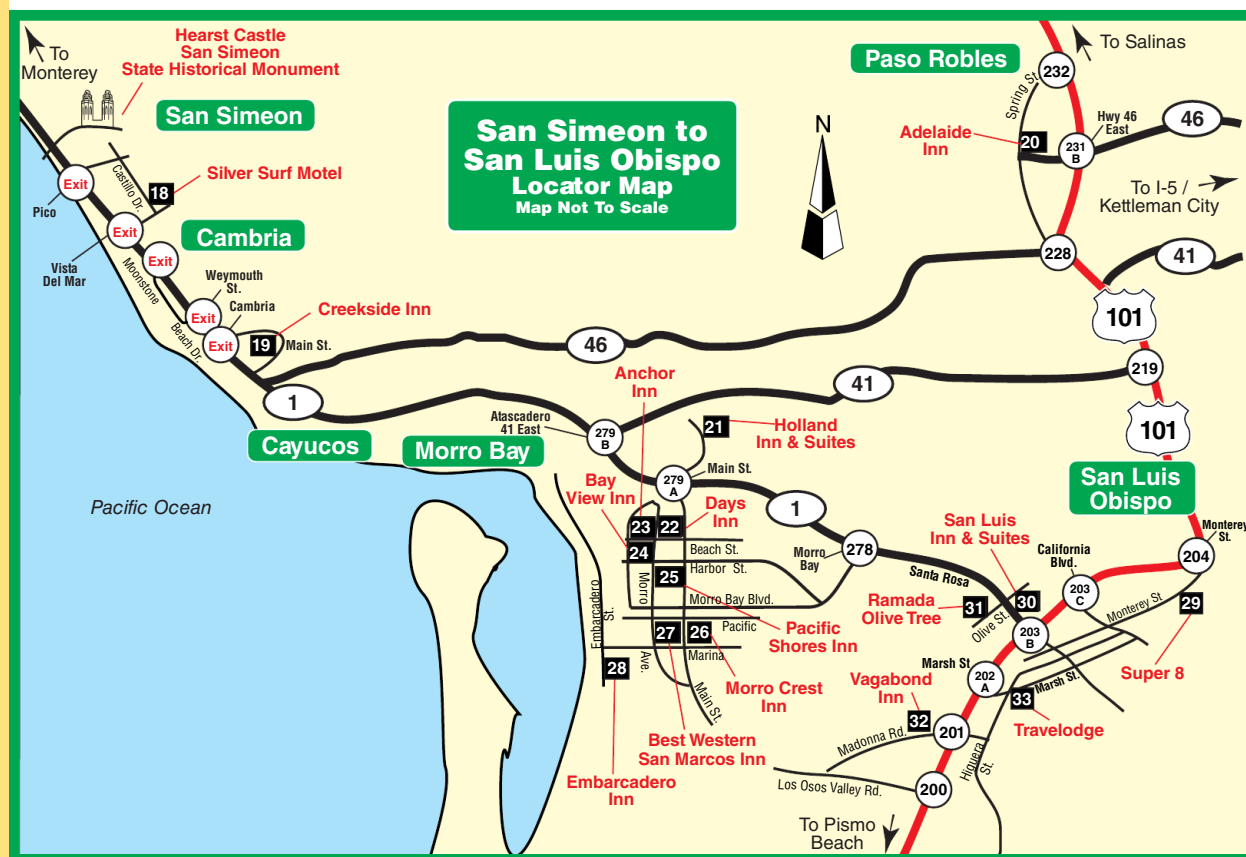 Hearst Castle
San Simeon
State Historical Monument
To
Monterey
San Simeon
San Simeon to
San Luis Obispo
Locator Map
Map Not To Scale
N
Paso Robles
To Salinas
232
Spring St.
Hwy 46
East
46
Adelaide
Inn
20
231
B
To I-5 /
Kettleman City
Exit
Pico
Castillo Dr.
18
Silver Surf Motel
Exit
Vista
Del Mar
Cambria
Exit
Moonstone
Beach Dr.
Weymouth
St.
Exit
Cambria
Exit
19
Main St.
Creekside Inn
228
41
101
46
219
1
41
101
Cayucos
Morro Bay
Atascadero
41 East
279
B
Anchor
Inn
21
Holland
Inn & Suites
279
A
Main St.
Bay
View Inn
Days
Inn
1
San Luis
Obispo
Pacific Ocean
23
22
24
Beach St.
Harbor St.
25
Morro
Ave.
Morro Bay Blvd.
Embarcadero
St.
Pacific
27
26
Marina
28
Main St.
Pacific
Shores Inn
Morro Crest
Inn
Best Western
San Marcos Inn
Embarcadero
Inn
Morro
Bay
278
Santa Rosa
San Luis
Inn & Suites
California
Blvd.
Monterey
St.
204
203
C
Ramada
Olive Tree
31
30
Olive St.
Monterey St
29
203
B
Super 8
Marsh St
202
A
Marsh St.
33
Travelodge
Vagabond
Inn
32
201
Madonna Rd.
Higuera
St.
Los Osos Valley Rd.
200
To Pismo
Beach